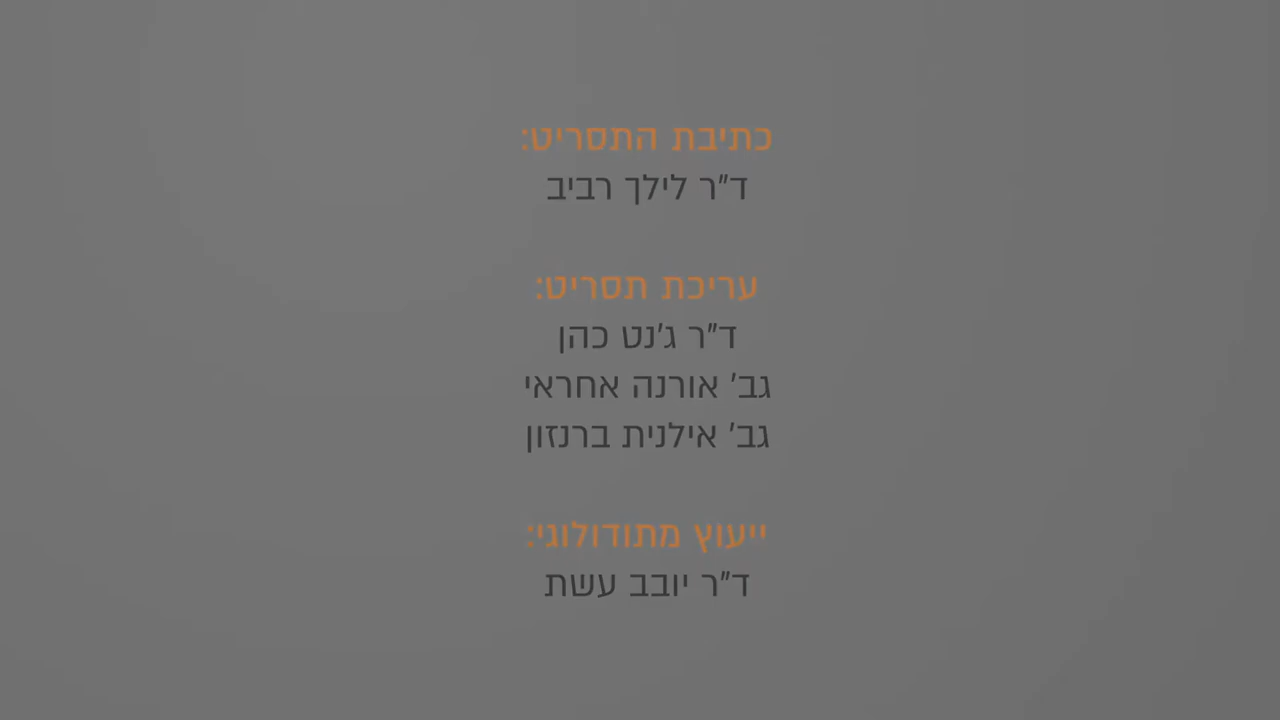 כתיבת התסריט:
ד"ר לילך רביב
עריכת תסריט:
ד"ר ג'נט כהן
גב' אורנה אחראי
גב' אילנית ברנזון
ייעוץ מתודולוגי:
ד"ר יובב עשת